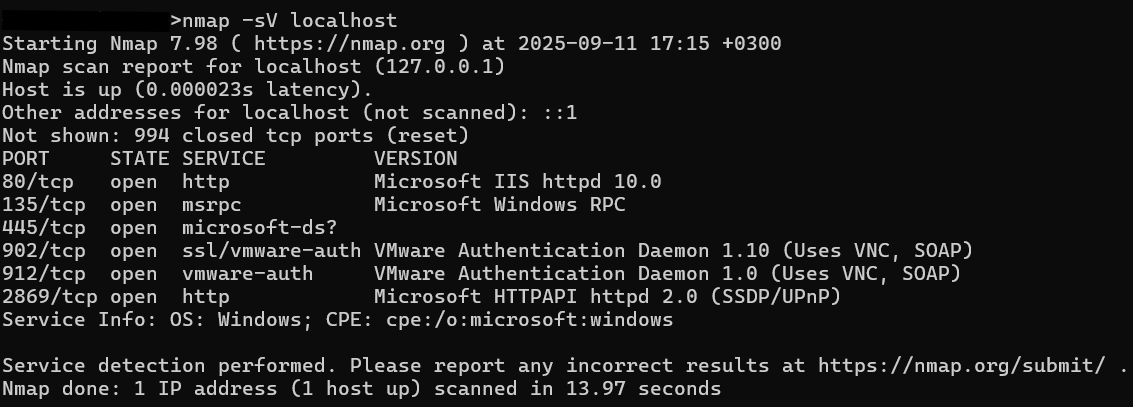 >nmap -sV localhost
Starting Nmap 7.98 ( https://nmap.org ) at 2025-09-11 17:15 +0300
Nmap scan report for localhost (127.0.0.1)
Host is up (0.000023s latency).
Other addresses for localhost (not scanned): ::1
Not shown: 994 closed tcp ports (reset)
PORT     STATE SERVICE         VERSION
80/tcp   open  http            Microsoft IIS httpd 10.0
135/tcp  open  msrpc           Microsoft Windows RPC
445/tcp  open  microsoft-ds?
902/tcp  open  ssl/vmware-auth VMware Authentication Daemon 1.10 (Uses VNC, SOAP)
912/tcp  open  vmware-auth     VMware Authentication Daemon 1.0 (Uses VNC, SOAP)
2869/tcp open  http            Microsoft HTTPAPI httpd 2.0 (SSDP/UPnP)
Service Info: OS: Windows; CPE: cpe:/o:microsoft:windows

Service detection performed. Please report any incorrect results at https://nmap.org/submit/ .
Nmap done: 1 IP address (1 host up) scanned in 13.97 seconds